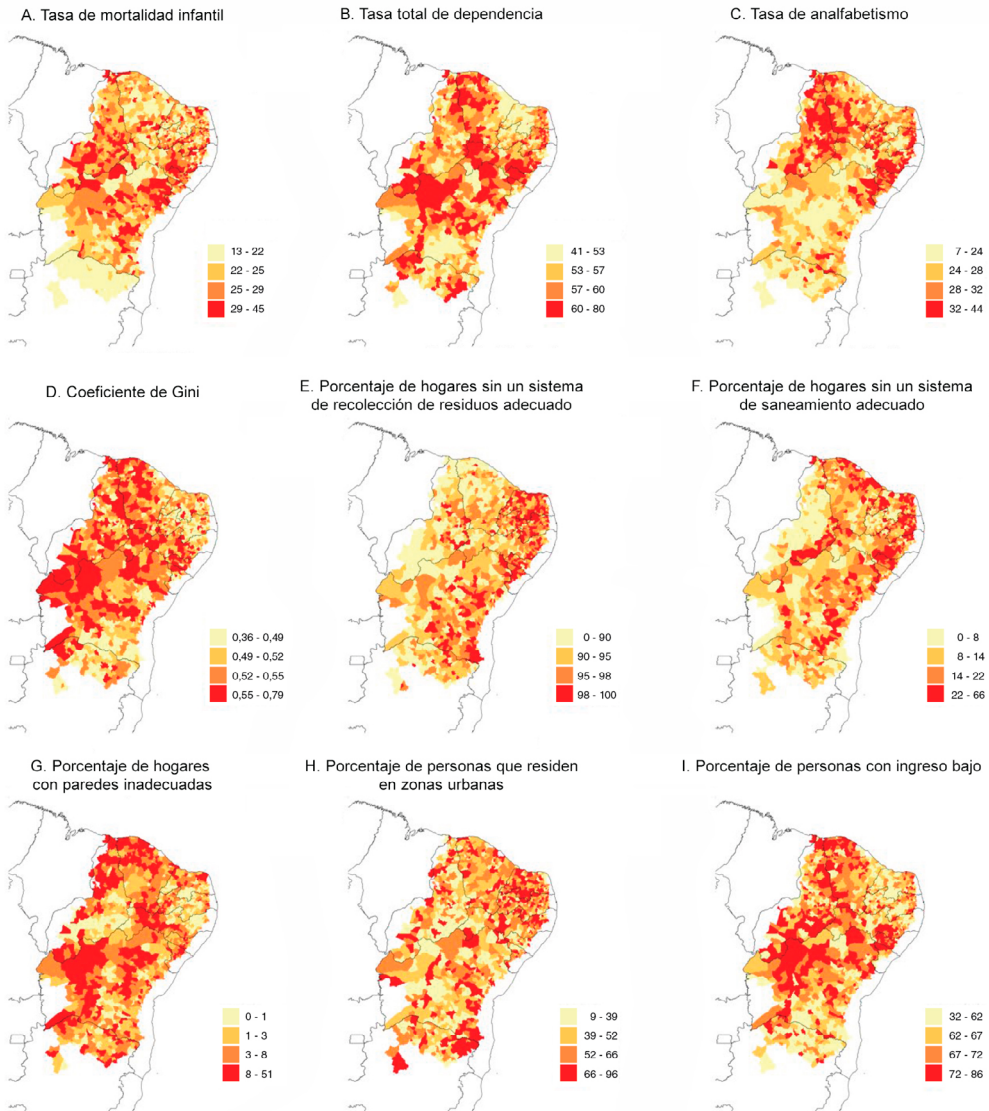 A. Tasa de mortalidad infantil
B. Tasa total de dependencia
C. Tasa de analfabetismo
13 - 22
22 - 25
25 - 29
29 - 45
41 - 53
53 - 57
57 - 60
60 - 80
7 - 24
24 - 28
28 - 32
32 - 44
D. Coeficiente de Gini
E. Porcentaje de hogares sin un sistema
de recolección de residuos adecuado
F. Porcentaje de hogares sin un sistema
de saneamiento adecuado
0,36 - 0,49
0,49 - 0,52
0,52 - 0,55
0,55 - 0,79
0 - 90
90 - 95
95 - 98
98 - 100
0 - 8
8 - 14
14 - 22
22 - 66
G. Porcentaje de hogares
con paredes inadecuadas
H. Porcentaje de personas que residen
en zonas urbanas
I. Porcentaje de personas con ingreso bajo
0 - 1
1 - 3
3 - 8
8 - 51
9 - 39
39 - 52
52 - 66
66 - 96
32 - 62
62 - 67
67 - 72
72 - 86